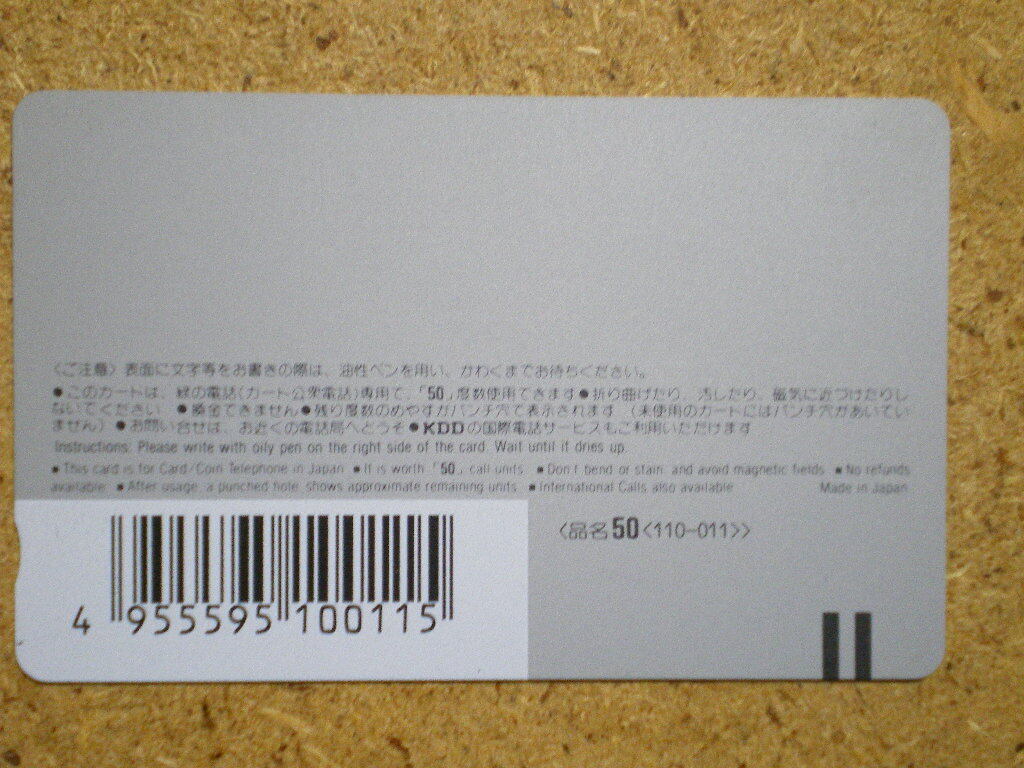 〈ご注意〉表面に文字等をお書きの際は、油性ペンを用い、かわくまでお待ちください。
●このカードは、緑の電話(カード公衆電話)専用で、「50」度数使用できます●折り曲げたり、汚したり、磁気に近づけたりし
ないでください ●換金できません●残り度数のめやすがパンチ穴で表示されます (未使用のカードにはパンチ穴があいてい
ません) ●お問い合せは、お近くの電話局へどうぞ ●KDDの国際電話サービスもご利用いただけます
Instructions: Please write with oily pen on the right side of the card. Wait until it dries up.
■This card is for Card/Coin Telephone in Japan ■It is worth 「50」 call units ■Don't bend or stain, and avoid magnetic fields ■No refunds
available ■After usage, a punched hole shows approximate remaining units ■International Calls also available Made in Japan
〈品名50<110-011>〉
4 955595 100115